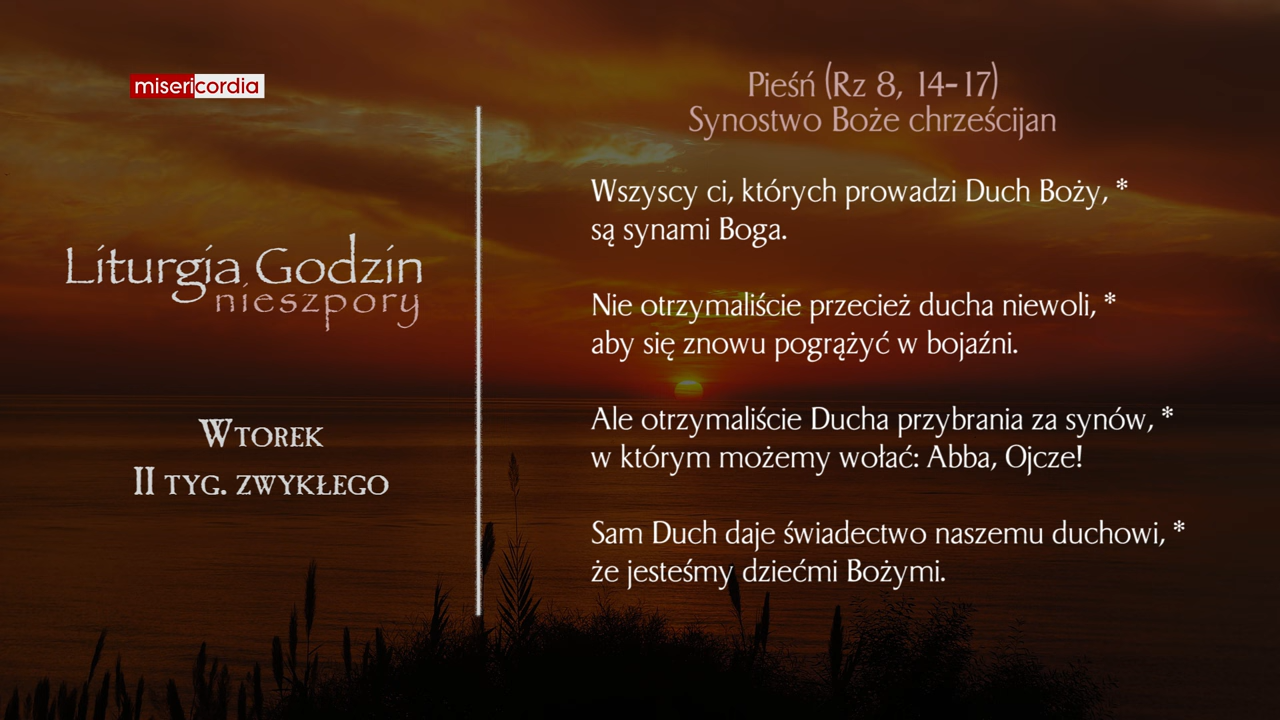 misericordia
Liturgia Godzin
nieszpory
Wtorek
II tyg. zwykłego
Pieśń (Rz 8, 14-17)
Synostwo Boże chrześcijan
Wszyscy ci, których prowadzi Duch Boży, *
są synami Boga.
Nie otrzymaliście przecież ducha niewoli, *
aby się znowu pogrążyć w bojaźni.
Ale otrzymaliście Ducha przybrania za synów, *
w którym możemy wołać: Abba, Ojcze!
Sam Duch daje świadectwo naszemu duchowi, *
że jesteśmy dziećmi Bożymi.